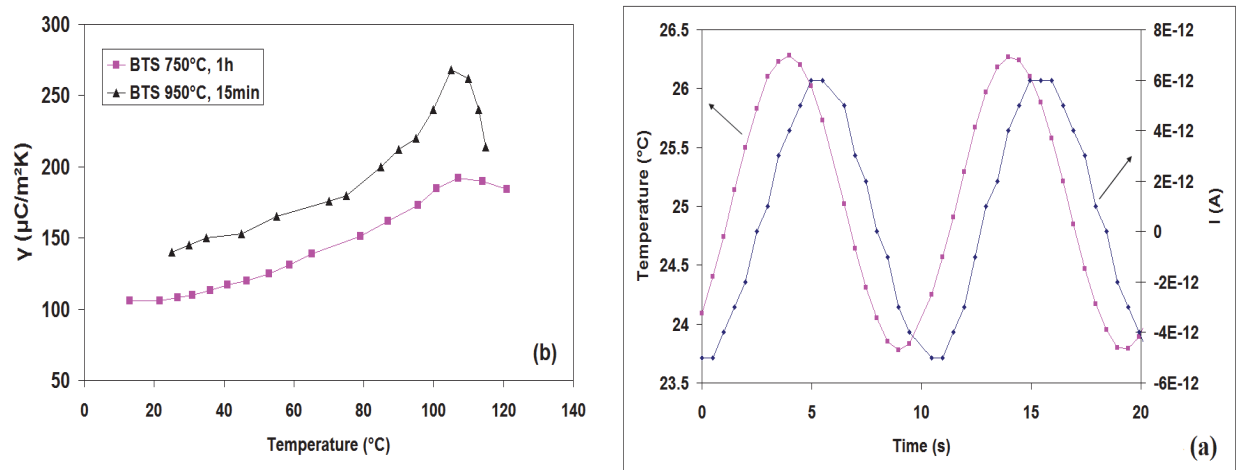 300
250
200
150
100
50
γ (μC/m²K)
BTS 750°C, 1h
BTS 950°C, 15min
(b)
0
20
40
60
80
100
120
140
Temperature (°C)
26.5
26
25.5
25
24.5
24
23.5
Temperature (°C)
8E-12
6E-12
4E-12
2E-12
0
-2E-12
-4E-12
-6E-12
I (A)
0
5
10
15
20
Time (s)
(a)